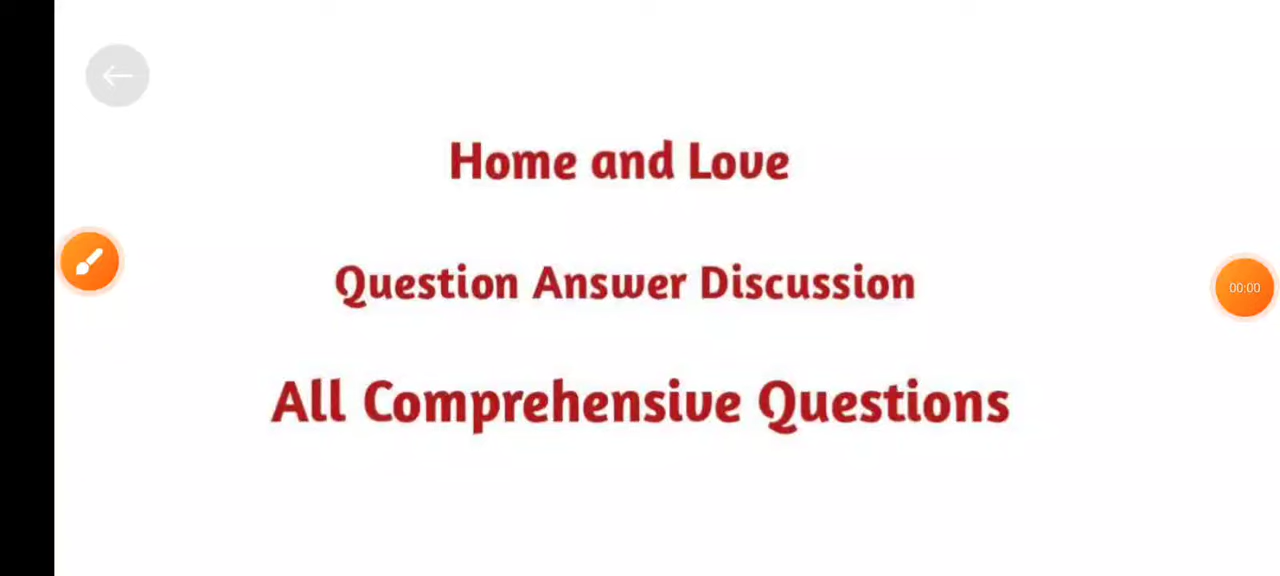 Home and Love
Question Answer Discussion
00:00
All Comprehensive Questions